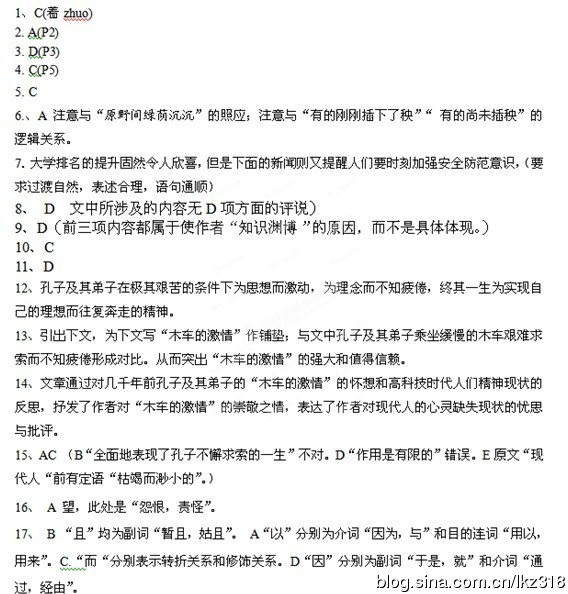 1、C(着 zhuo)
2. A(P2)
3. D(P3)
4. C(P5)
5. C
6.、A 注意与“原野间绿荫沉沉”的照应；注意与“有的刚刚插下了秧”“ 有的尚未插秧”的
逻辑关系。
7. 大学排名的提升固然令人欣喜，但是下面的新闻则又提醒人们要时刻加强安全防范意识，（要
求过渡自然，表述合理，语句通顺）
8、 D 文中所涉及的内容无 D 项方面的评说）
9、D（前三项内容都属于使作者“知识渊博 ”的原因，而不是具体体现。）
10、C
11、D
12、孔子及其弟子在极其艰苦的条件下为思想而激动，为理念而不知疲倦，终其一生为实现自
己的理想而往复奔走的精神。
13、引出下文，为下文写“木车的激情”作铺垫；与文中孔子及其弟子乘坐缓慢的木车艰难求
索而不知疲倦形成对比。从而突出“木车的激情”的强大和值得信赖。
14、文章通过对几千年前孔子及其弟子的“木车的激情”的怀想和高科技时代人们精神现状的
反思，抒发了作者对“木车的激情”的崇敬之情，表达了作者对现代人的心灵缺失现状的忧思
与批评。
15、AC （B“全面地表现了孔子不懈求索的一生”不对。D“作用是有限的”错误。E 原文“现
代人“前有定语“枯竭而渺小的”。）
16、 A 望，此处是“怨恨，责怪”。
17、 B “且”均为副词“暂且，姑且”。 A“以”分别为介词“因为，与”和目的连词“用以，
用来”。C. “而“分别表示转折关系和修饰关系。D“因”分别为副词“于是，就”和介词“通
过，经由”。
blog.sina.com.cn/lkz318